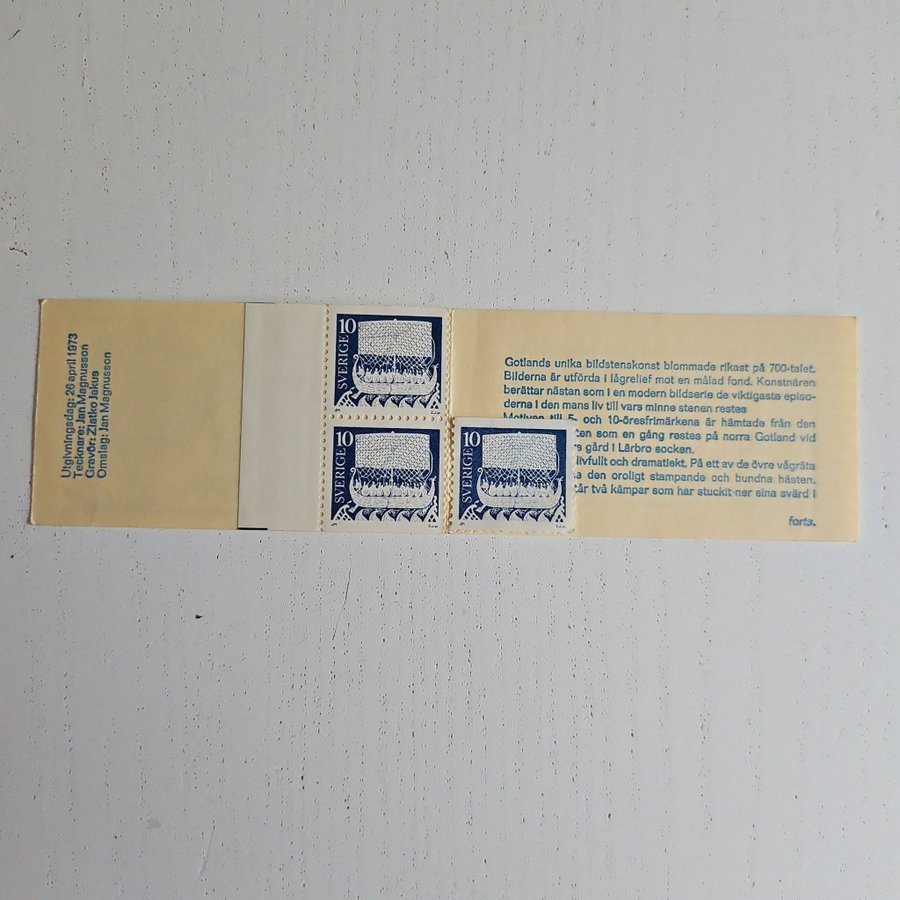 Utgivningsdag: 26 april 1973
Tecknare: Jan Magnusson
Gravör: Zlatko Jakus
Omslag: Jan Magnusson
10
SVERIGE
10
SVERIGE
10
SVERIGE
Gotlands unika bildstenskonst blommade rikast på 700-talet.
Bilderna är utförda i lågrelief mot en målad fond. Konstnären
berättar nästan som i en modern bildserie de viktigaste episo-
derna i den mans liv till vars minne stenen restes
Motiven till 5- och 10-öresfrimärkena är hämtade från den
ten som en gång restes på norra Gotland vid
s gård i Lärbro socken.
livfullt och dramatiskt. På ett av de övre vågräta
den oroligt stampande och bundna hästen.
år två kämpar som har stuckit ner sina svärd i
forts.